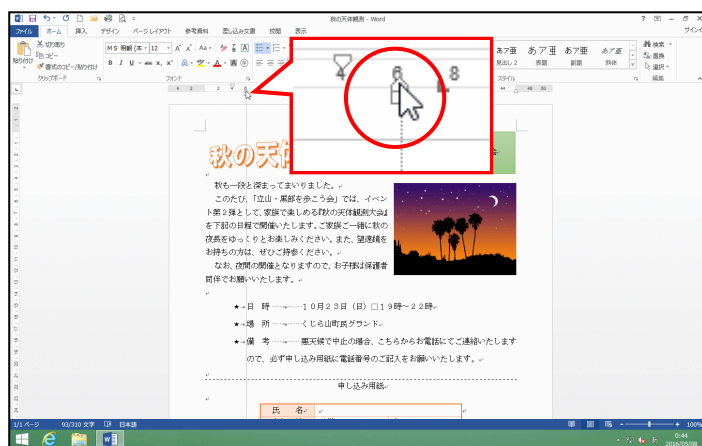 秋の天体観測 - Word
サインイ
ファイル ホーム 挿入 デザイン ページ レイアウト 参考資料 差し込み文書 校閲 表示
貼り付け
切り取り
コピー
書式のコピー/貼り付け
ＭＳ 明朝 (本 12
クリップボード
フォント
見出し 2 表題 副題 斜体
スタイル
検索
置換
選択
編集
4 6 8
秋の天体
秋も一段と深まってまいりました。
このたび、「立山・黒部を歩こう会」では、イベン
ト第２弾として、家族で楽しめる『秋の天体観測大会』
を下記の日程で開催いたします。ご家族ご一緒に秋の
夜長をゆっくりとお楽しみください。また、望遠鏡を
お持ちの方は、ぜひご持参ください。
なお、夜間の開催となりますので、お子様は保護者
同伴でお願いいたします。
★→日　時……→……１０月２３日（日）□１９時～２２時
★→場　所……→……くじら山町民グランド
★→備　考……→……悪天候で中止の場合、こちらからお電話にてご連絡いたします
ので、必ず申し込み用紙に電話番号のご記入をお願いいたします。
申し込み用紙
氏　名
1/1 ページ 93/310 文字 日本語
100%
0:44
2016/05/08